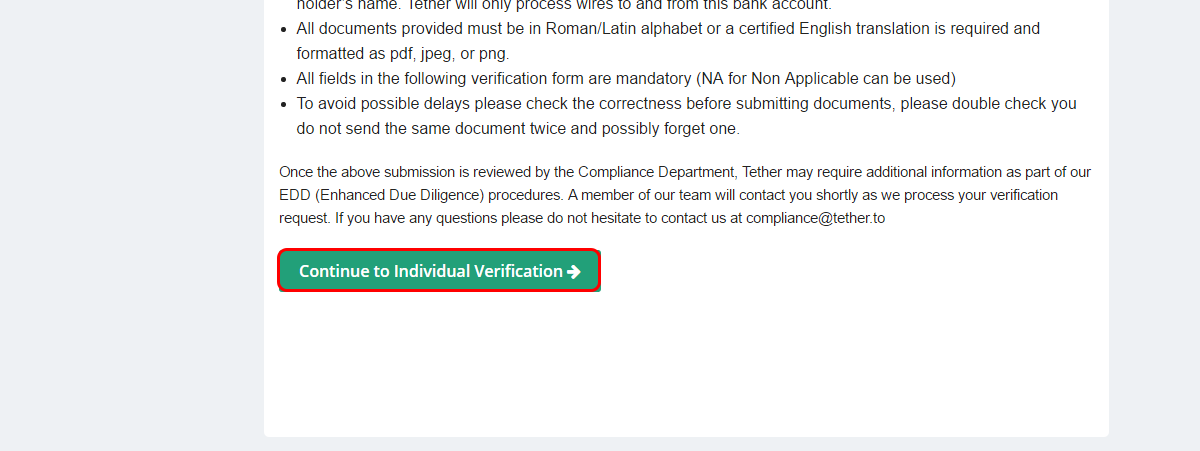 holder's name. Tether will only process wires to and from this bank account.
• All documents provided must be in Roman/Latin alphabet or a certified English translation is required and
formatted as pdf, jpeg, or png.
• All fields in the following verification form are mandatory (NA for Non Applicable can be used)
• To avoid possible delays please check the correctness before submitting documents, please double check you
do not send the same document twice and possibly forget one.
Once the above submission is reviewed by the Compliance Department, Tether may require additional information as part of our
EDD (Enhanced Due Diligence) procedures. A member of our team will contact you shortly as we process your verification
request. If you have any questions please do not hesitate to contact us at compliance@tether.to
Continue to Individual Verification →